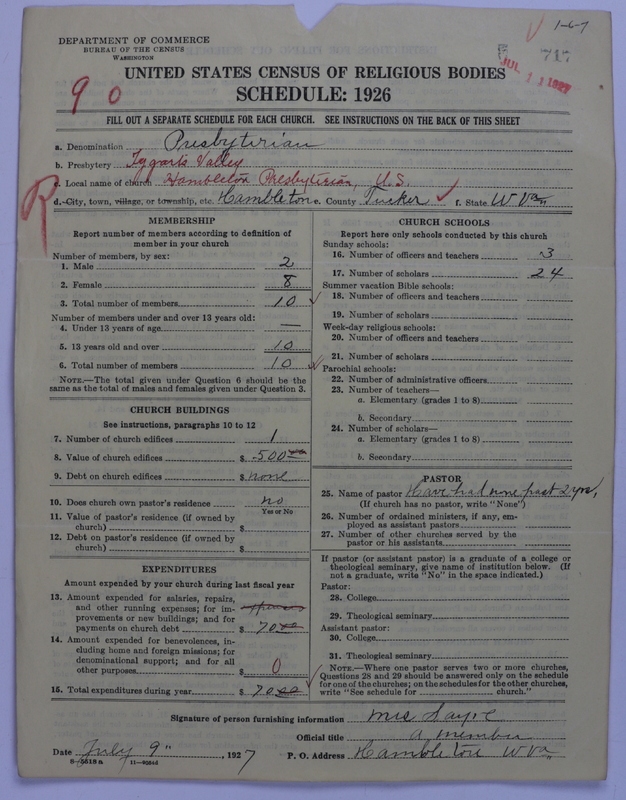 1-6-7
DEPARTMENT OF COMMERCE
BUREAU OF THE CENSUS
WASHINGTON
717
JUL 11 1927
UNITED STATES CENSUS OF RELIGIOUS BODIES
SCHEDULE: 1926
9 0
FILL OUT A SEPARATE SCHEDULE FOR EACH CHURCH. SEE INSTRUCTIONS ON THE BACK OF THIS SHEET
a. Denomination Presbyterian
b. Presbytery Tygarts Valley
c. Local name of church Hambleton Presbyterian, U.S.
d. City, town, village, or township, etc. Hambleton e. County Tucker f. State W Va
R
MEMBERSHIP
Report number of members according to definition of
member in your church
Number of members, by sex:
1. Male 2
2. Female 8
3. Total number of members 10
Number of members under and over 13 years old:
4. Under 13 years of age —
5. 13 years old and over 10
6. Total number of members 10
NOTE.—The total given under Question 6 should be the
same as the total of males and females given under Question 3.
CHURCH BUILDINGS
See instructions, paragraphs 10 to 12
7. Number of church edifices 1
8. Value of church edifices $ 500
9. Debt on church edifices $ none
10. Does church own pastor's residence no
Yes or No
11. Value of pastor's residence (if owned by
church) $
12. Debt on pastor's residence (if owned by
church) $
EXPENDITURES
Amount expended by your church during last fiscal year
13. Amount expended for salaries, repairs,
and other running expenses; for im-
provements or new buildings; and for
payments on church debt $ 70.00
14. Amount expended for benevolences, in-
cluding home and foreign missions; for
denominational support; and for all
other purposes $ 0
15. Total expenditures during year $ 70.00
CHURCH SCHOOLS
Report here only schools conducted by this church
Sunday schools:
16. Number of officers and teachers 3
17. Number of scholars 24
Summer vacation Bible schools:
18. Number of officers and teachers
19. Number of scholars
Week-day religious schools:
20. Number of officers and teachers
21. Number of scholars
Parochial schools:
22. Number of administrative officers
23. Number of teachers—
a. Elementary (grades 1 to 8)
b. Secondary
24. Number of scholars—
a. Elementary (grades 1 to 8)
b. Secondary
PASTOR
25. Name of pastor Have had none past 2 yrs.
(If church has no pastor, write "None")
26. Number of ordained ministers, if any, em-
ployed as assistant pastors
27. Number of other churches served by the
pastor or his assistants
If pastor (or assistant pastor) is a graduate of a college or
theological seminary, give name of institution below. (If
not a graduate, write "No" in the space indicated.)
Pastor:
28. College
29. Theological seminary
Assistant pastor:
30. College
31. Theological seminary
NOTE.—Where one pastor serves two or more churches,
Questions 28 and 29 should be answered only on the schedule
for one of the churches; on the schedules for the other churches,
write "See schedule for church."
Signature of person furnishing information Mrs Sayre
Official title A member
Date July 9" , 1927 P. O. Address Hambleton W Va
8-5518a 11-9084d